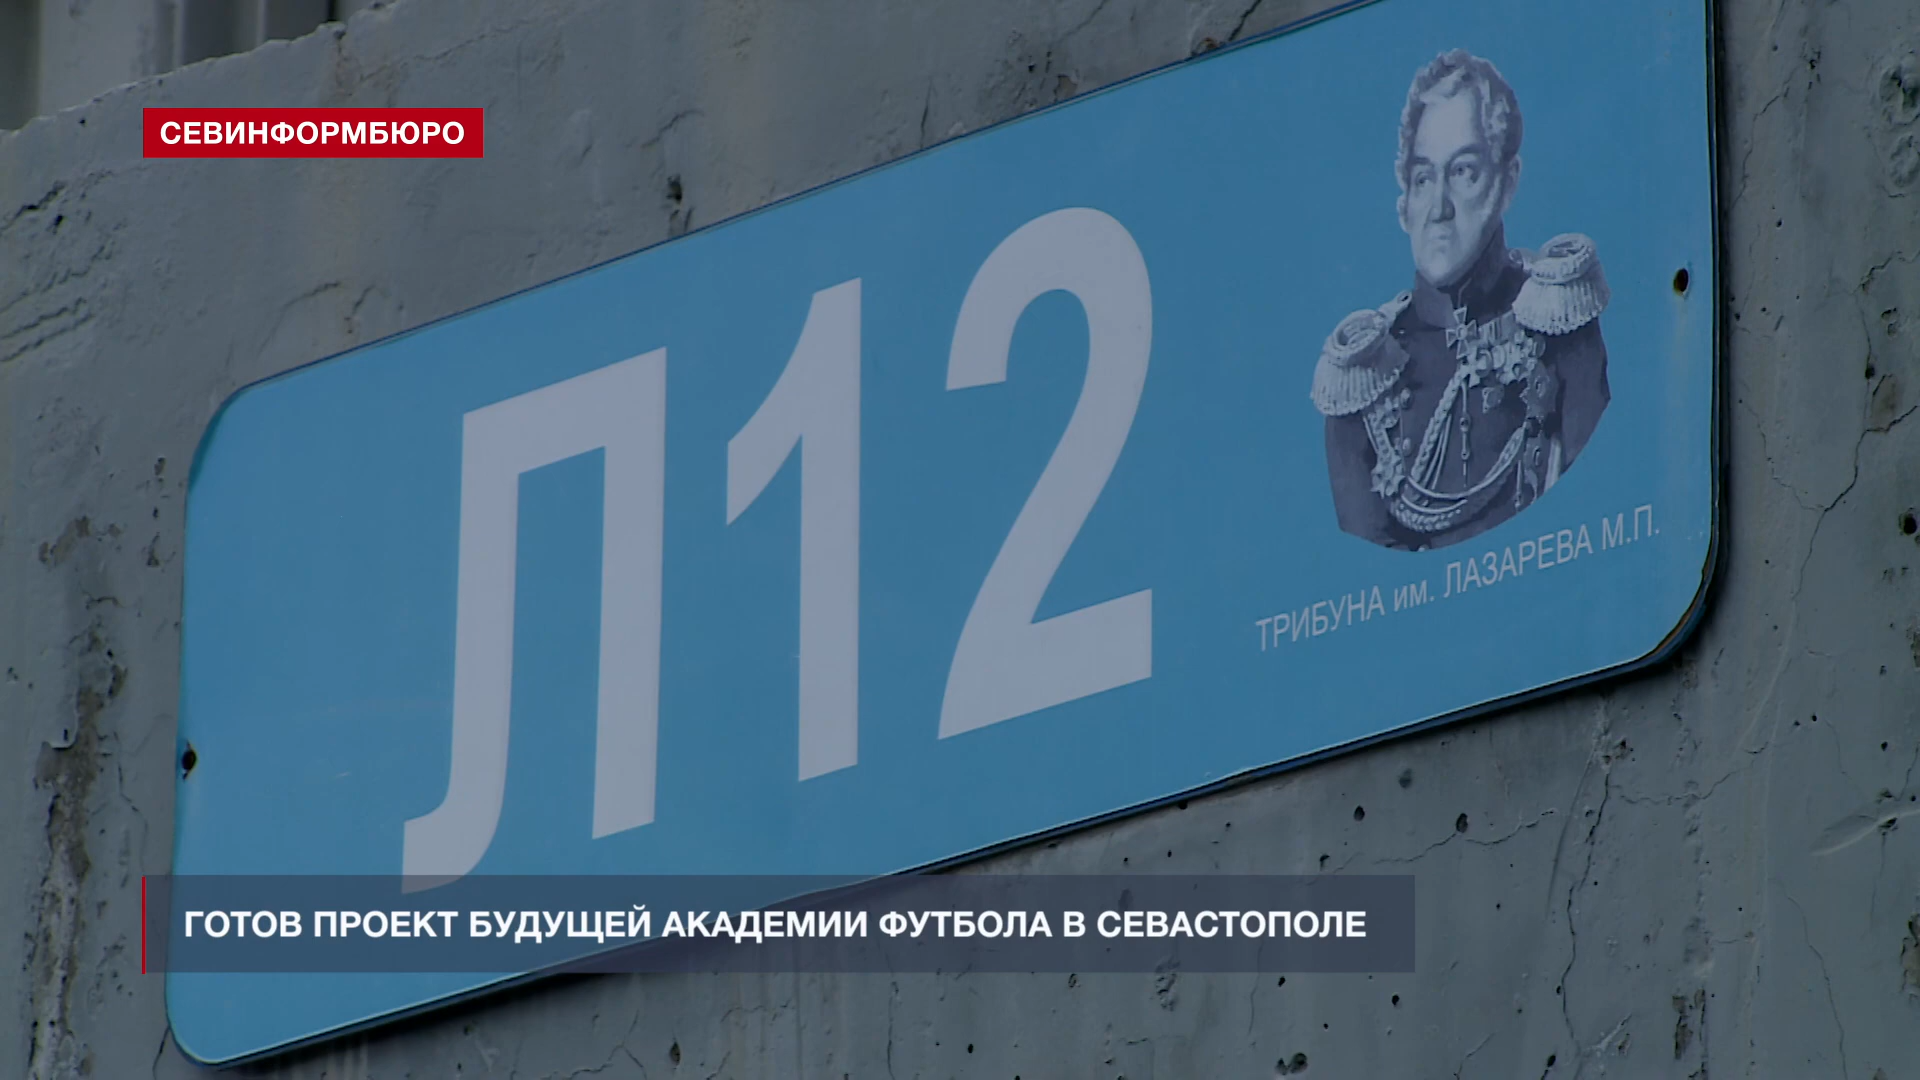 СЕВИНФОРМБЮРО
Л12
ТРИБУНА им. ЛАЗАРЕВА М.П.
ГОТОВ ПРОЕКТ БУДУЩЕЙ АКАДЕМИИ ФУТБОЛА В СЕВАСТОПОЛЕ